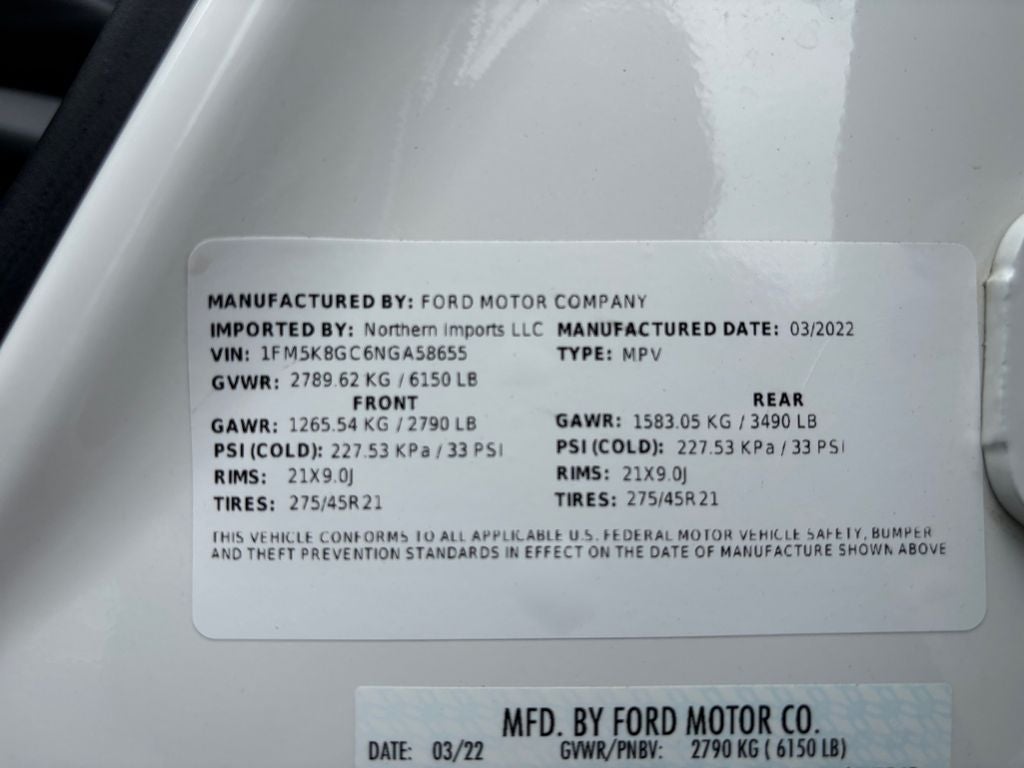 MANUFACTURED BY: FORD MOTOR COMPANY
IMPORTED BY: Northern Imports LLC MANUFACTURED DATE: 03/2022
VIN: 1FM5K8GC6NGA58655 TYPE: MPV
GVWR: 2789.62 KG / 6150 LB
FRONT REAR
GAWR: 1265.54 KG / 2790 LB GAWR: 1583.05 KG / 3490 LB
PSI (COLD): 227.53 KPa / 33 PSI PSI (COLD): 227.53 KPa / 33 PSI
RIMS: 21X9.0J RIMS: 21X9.0J
TIRES: 275/45R21 TIRES: 275/45R21
THIS VEHICLE CONFORMS TO ALL APPLICABLE U.S. FEDERAL MOTOR VEHICLE SAFETY, BUMPER
AND THEFT PREVENTION STANDARDS IN EFFECT ON THE DATE OF MANUFACTURE SHOWN ABOVE
MFD. BY FORD MOTOR CO.
DATE: 03/22 GVWR/PNBV: 2790 KG ( 6150 LB)